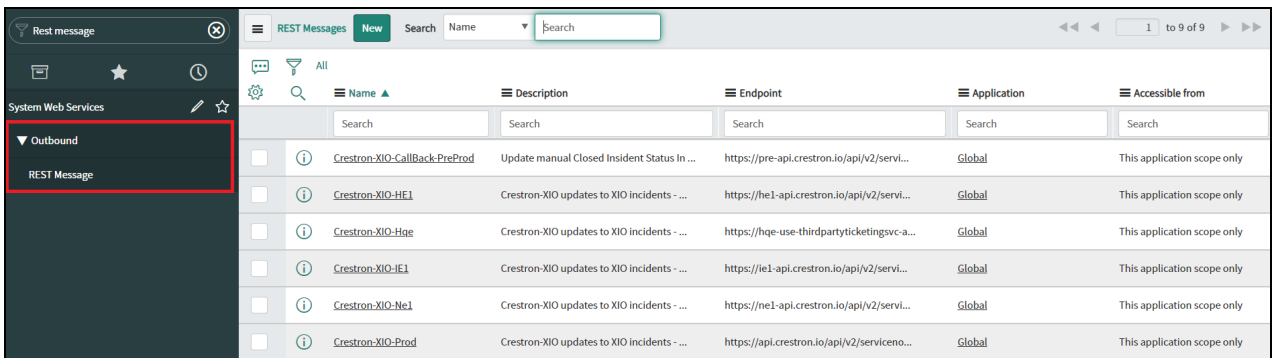 Rest message
REST Messages New Search Name Search 1 to 9 of 9
All
System Web Services
Name Description Endpoint Application Accessible from
Search Search Search Search Search
Outbound
REST Message
Crestron-XIO-CallBack-PreProd Update manual Closed Insident Status In ... https://pre-api.crestron.io/api/v2/servi... Global This application scope only
Crestron-XIO-HE1 Crestron-XIO updates to XIO incidents - ... https://he1-api.crestron.io/api/v2/servi... Global This application scope only
Crestron-XIO-Hqe Crestron-XIO updates to XIO incidents - ... https://hqe-use-thirdpartyticketingsvc-a... Global This application scope only
Crestron-XIO-IE1 Crestron-XIO updates to XIO incidents - ... https://ie1-api.crestron.io/api/v2/servi... Global This application scope only
Crestron-XIO-Ne1 Crestron-XIO updates to XIO incidents - ... https://ne1-api.crestron.io/api/v2/servi... Global This application scope only
Crestron-XIO-Prod Crestron-XIO updates to XIO incidents - ... https://api.crestron.io/api/v2/serviceno... Global This application scope only